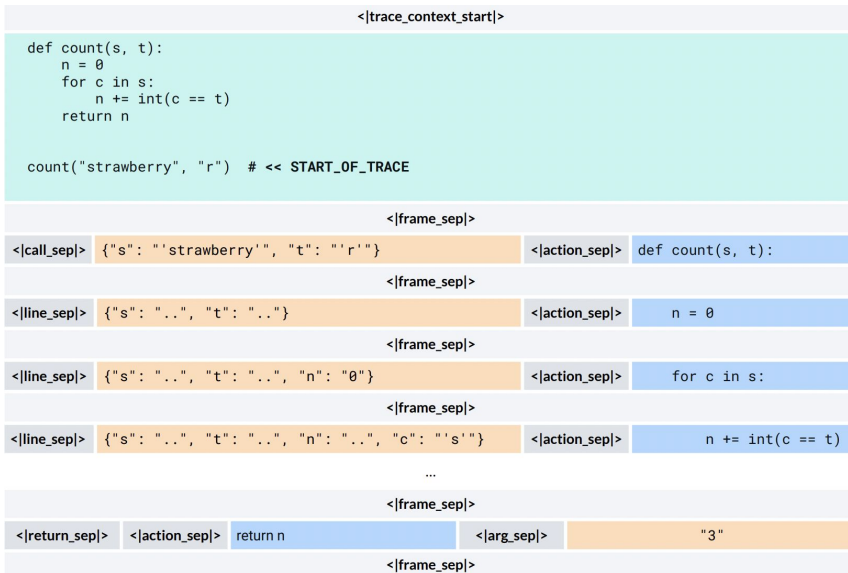 <|trace_context_start|>
def count(s, t):
    n = 0
    for c in s:
        n += int(c == t)
    return n
count("strawberry", "r")  # << START_OF_TRACE
<|frame_sep|>
<|call_sep|> {"s": "'strawberry'", "t": "'r'"} <|action_sep|> def count(s, t):
<|frame_sep|>
<|line_sep|> {"s": "..", "t": ".."} <|action_sep|>     n = 0
<|frame_sep|>
<|line_sep|> {"s": "..", "t": "..", "n": "0"} <|action_sep|>     for c in s:
<|frame_sep|>
<|line_sep|> {"s": "..", "t": "..", "n": "..", "c": "'s'"} <|action_sep|>         n += int(c == t)
...
<|frame_sep|>
<|return_sep|> <|action_sep|> return n <|arg_sep|> "3"
<|frame_sep|>